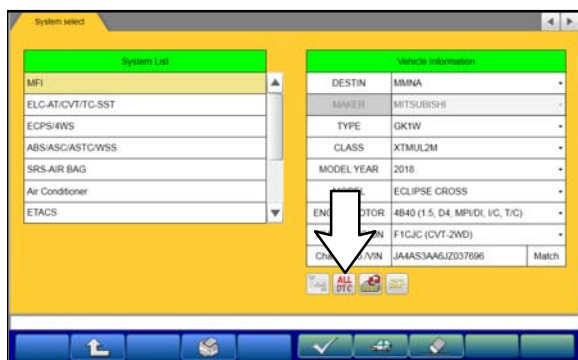 System select
System List
MFI
ELC-AT/CVT/TC-SST
ECPS/4WS
ABS/ASC/ASTC/WSS
SRS-AIR BAG
Air Conditioner
ETACS
Vehicle Information
DESTIN MMNA
MAKER MITSUBISHI
TYPE GK1W
CLASS XTMUL2M
MODEL YEAR 2018
ECLIPSE CROSS
4B40 (1.5, D4, MPI/DI, I/C, T/C)
F1CJC (CVT-2WD)
/VIN JA4AS3AA6JZ037696 Match
ALL
DTC